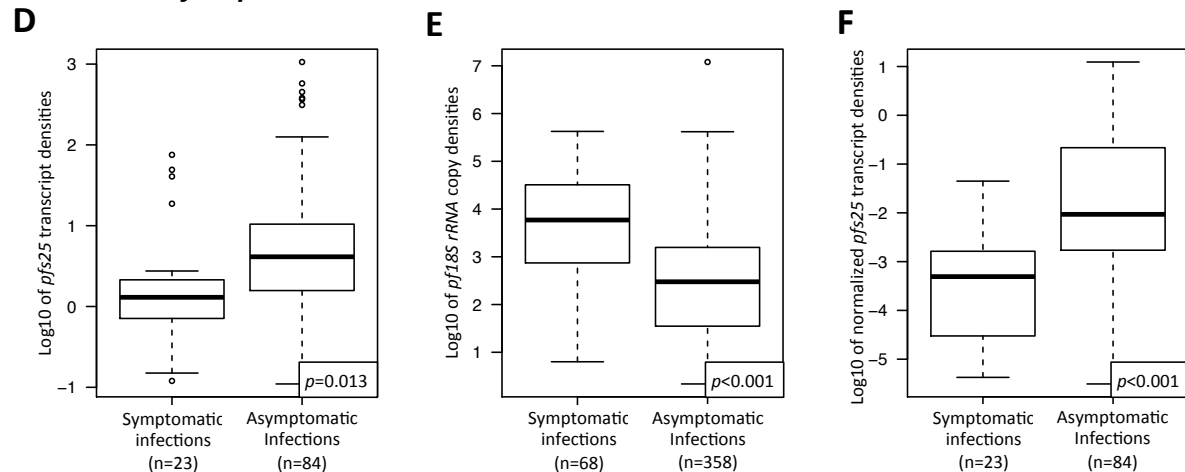 D
Log10 of pfs25 transcript densities
3
2
1
0
−1
p=0.013
Symptomatic
infections
(n=23)
Asymptomatic
Infections
(n=84)
E
Log10 of pf18S rRNA copy densities
7
6
5
4
3
2
1
p<0.001
Symptomatic
infections
(n=68)
Asymptomatic
Infections
(n=358)
F
Log10 of normalized pfs25 transcript densities
1
0
−1
−2
−3
−4
−5
p<0.001
Symptomatic
infections
(n=23)
Asymptomatic
Infections
(n=84)